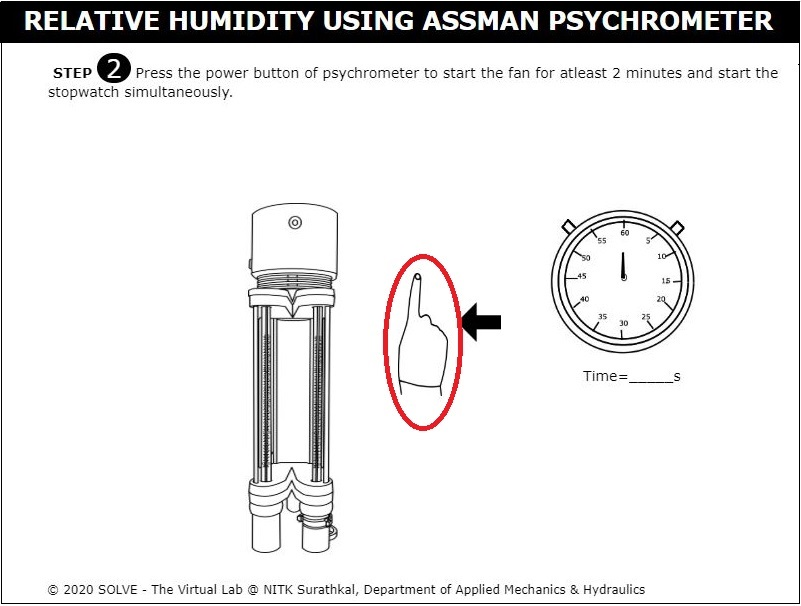 RELATIVE HUMIDITY USING ASSMAN PSYCHROMETER
STEP 2 Press the power button of psychrometer to start the fan for atleast 2 minutes and start the
stopwatch simultaneously.
60
55
5
50
10
45
15
40
20
35
25
30
Time=_____s
© 2020 SOLVE - The Virtual Lab @ NITK Surathkal, Department of Applied Mechanics & Hydraulics